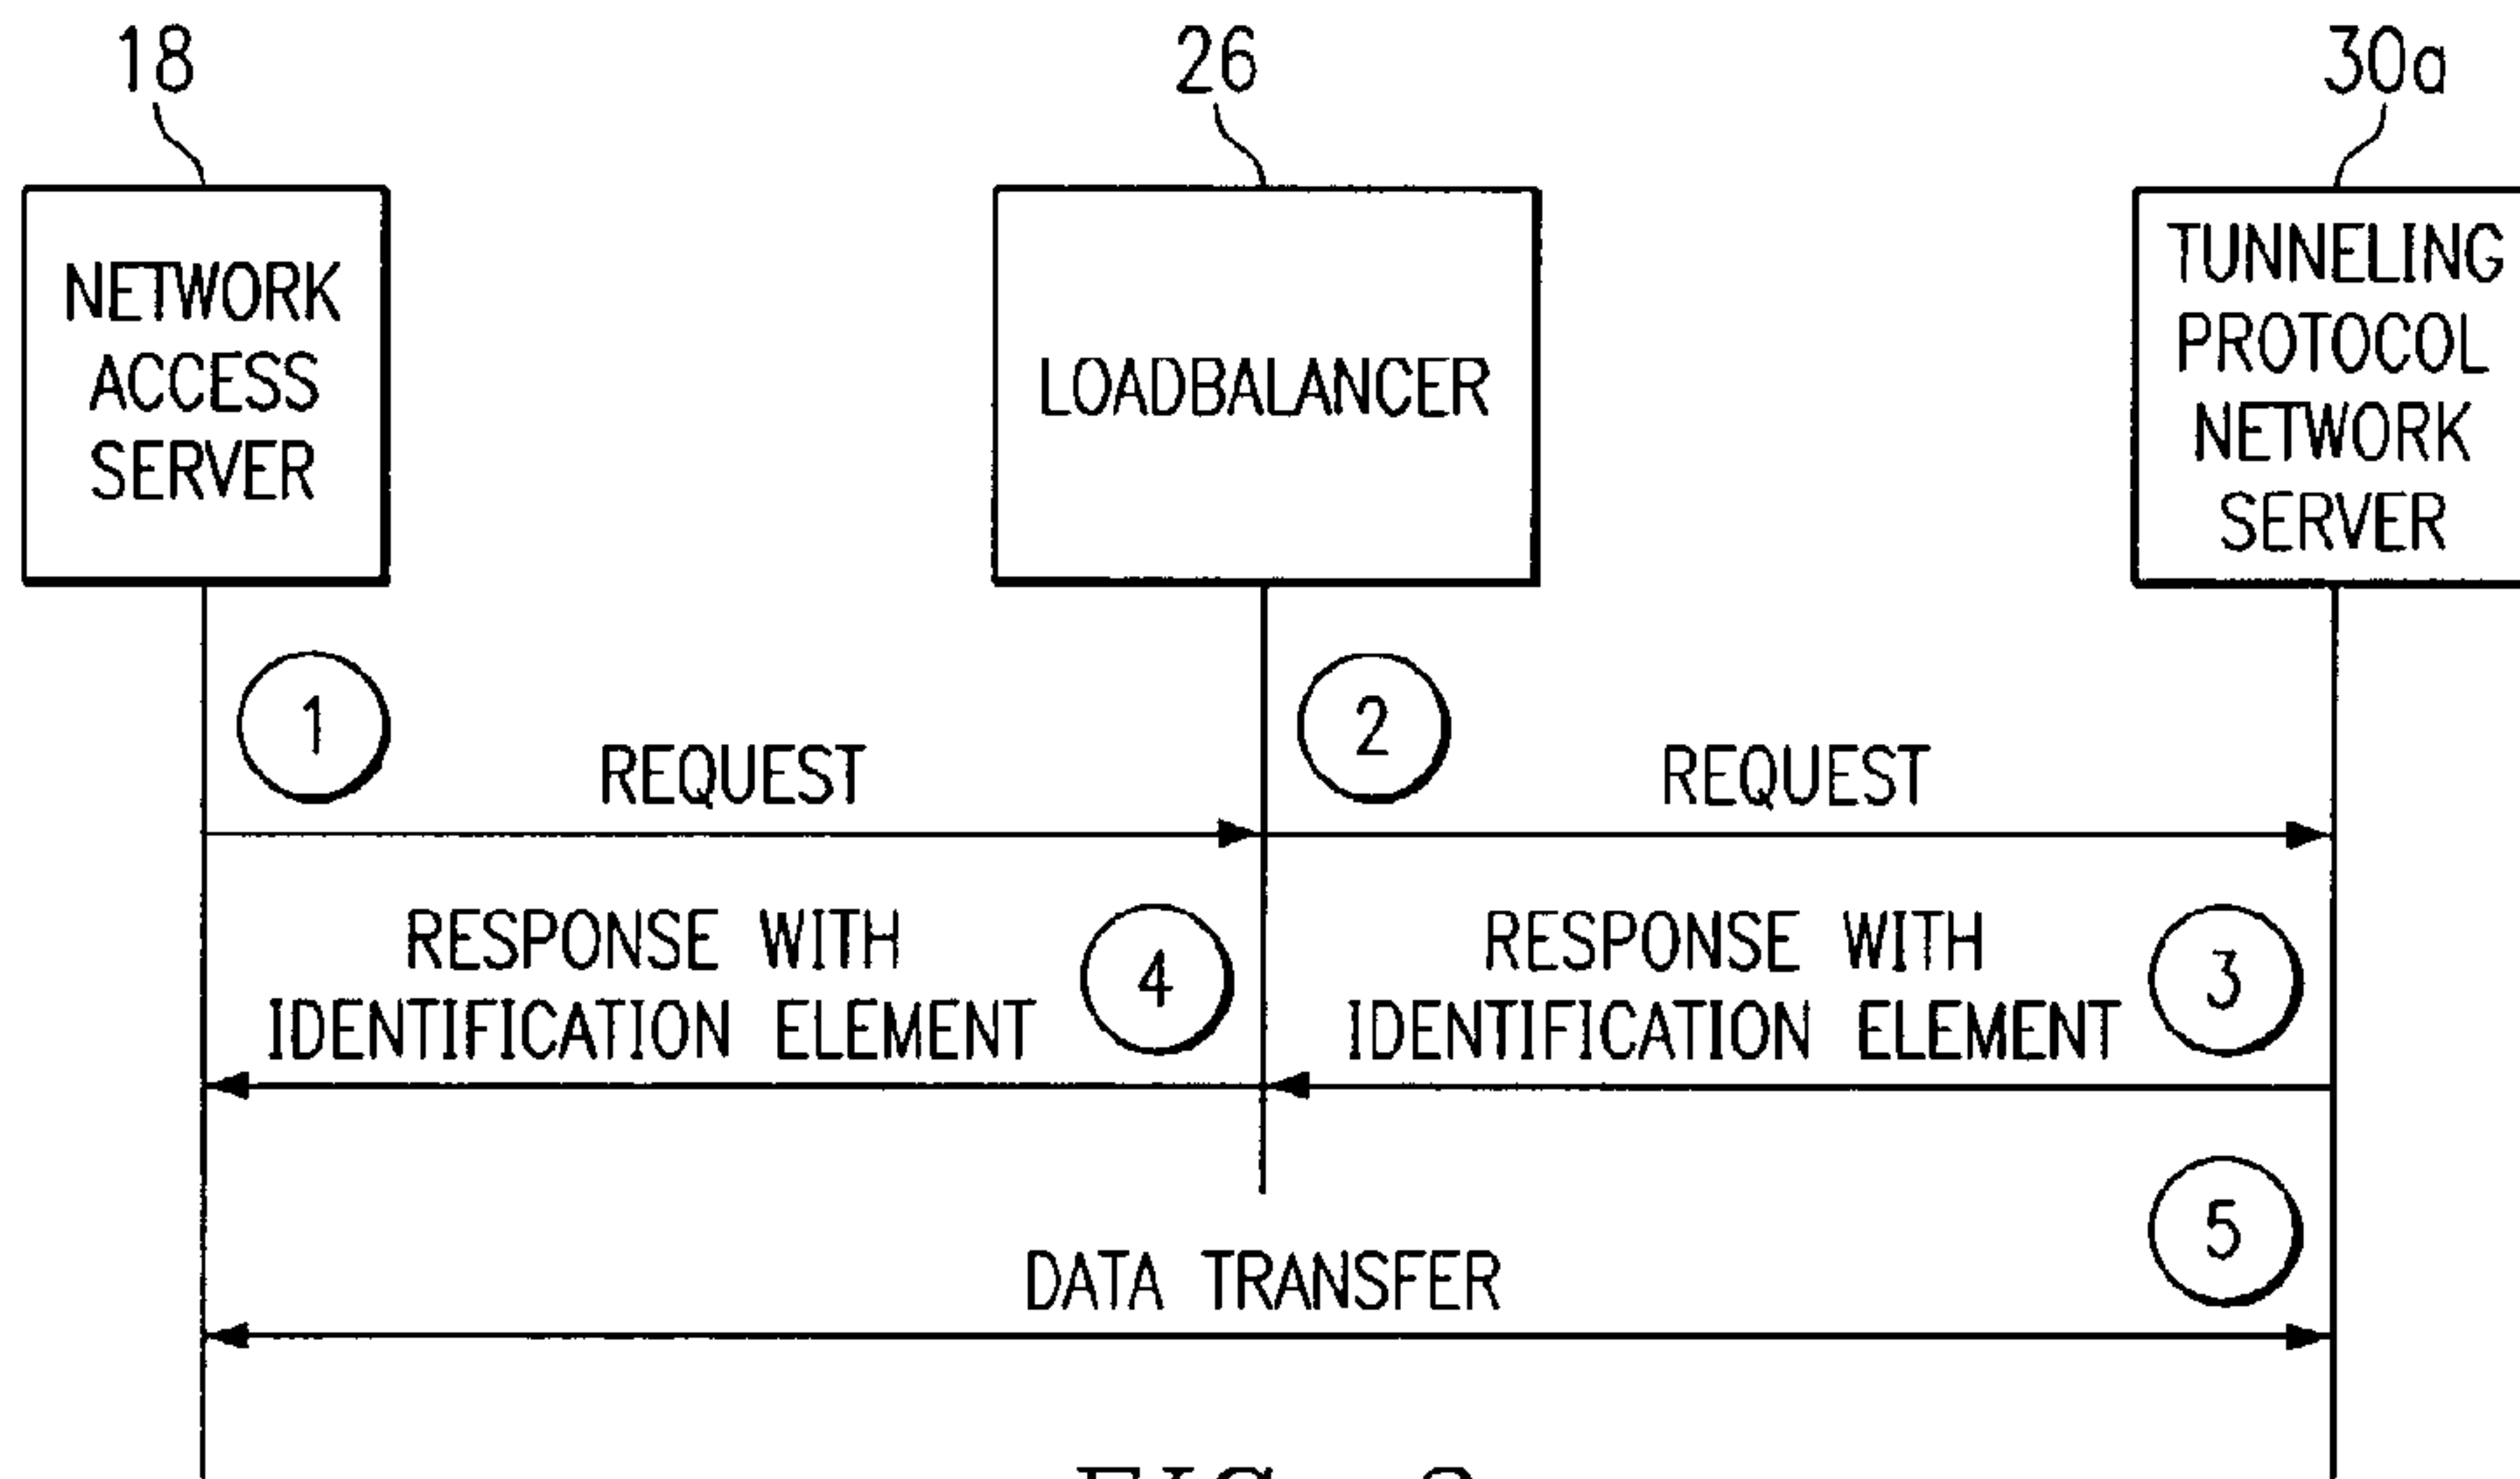 18
26
30a
NETWORK
ACCESS
SERVER
LOADBALANCER
TUNNELING
PROTOCOL
NETWORK
SERVER
1
REQUEST
2
REQUEST
RESPONSE WITH
IDENTIFICATION ELEMENT
4
RESPONSE WITH
IDENTIFICATION ELEMENT
3
5
DATA TRANSFER